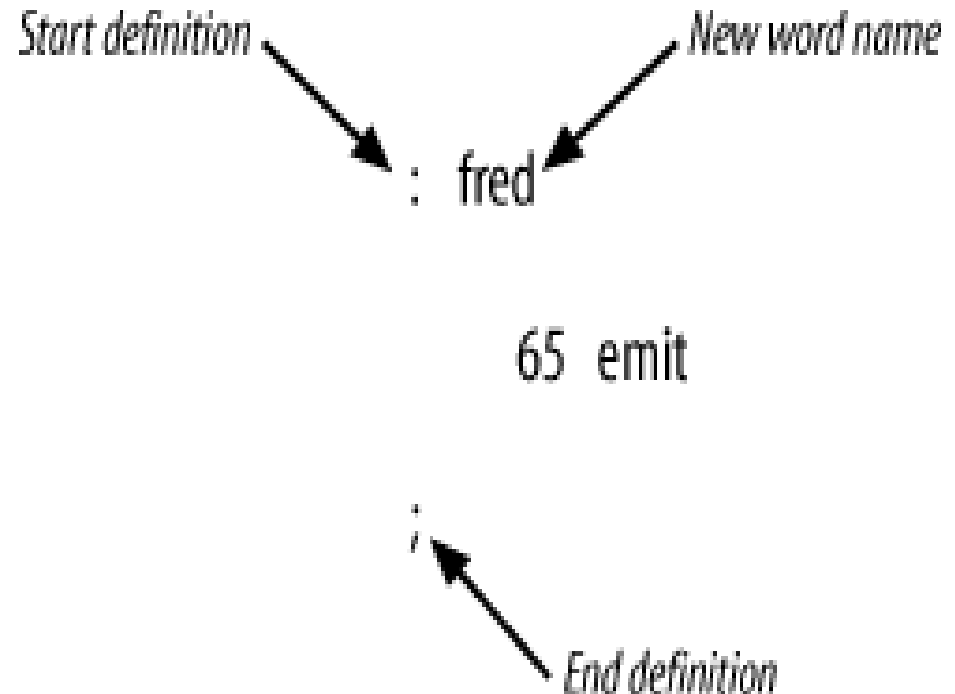 Start definition
New word name
: fred
65 emit
;
End definition